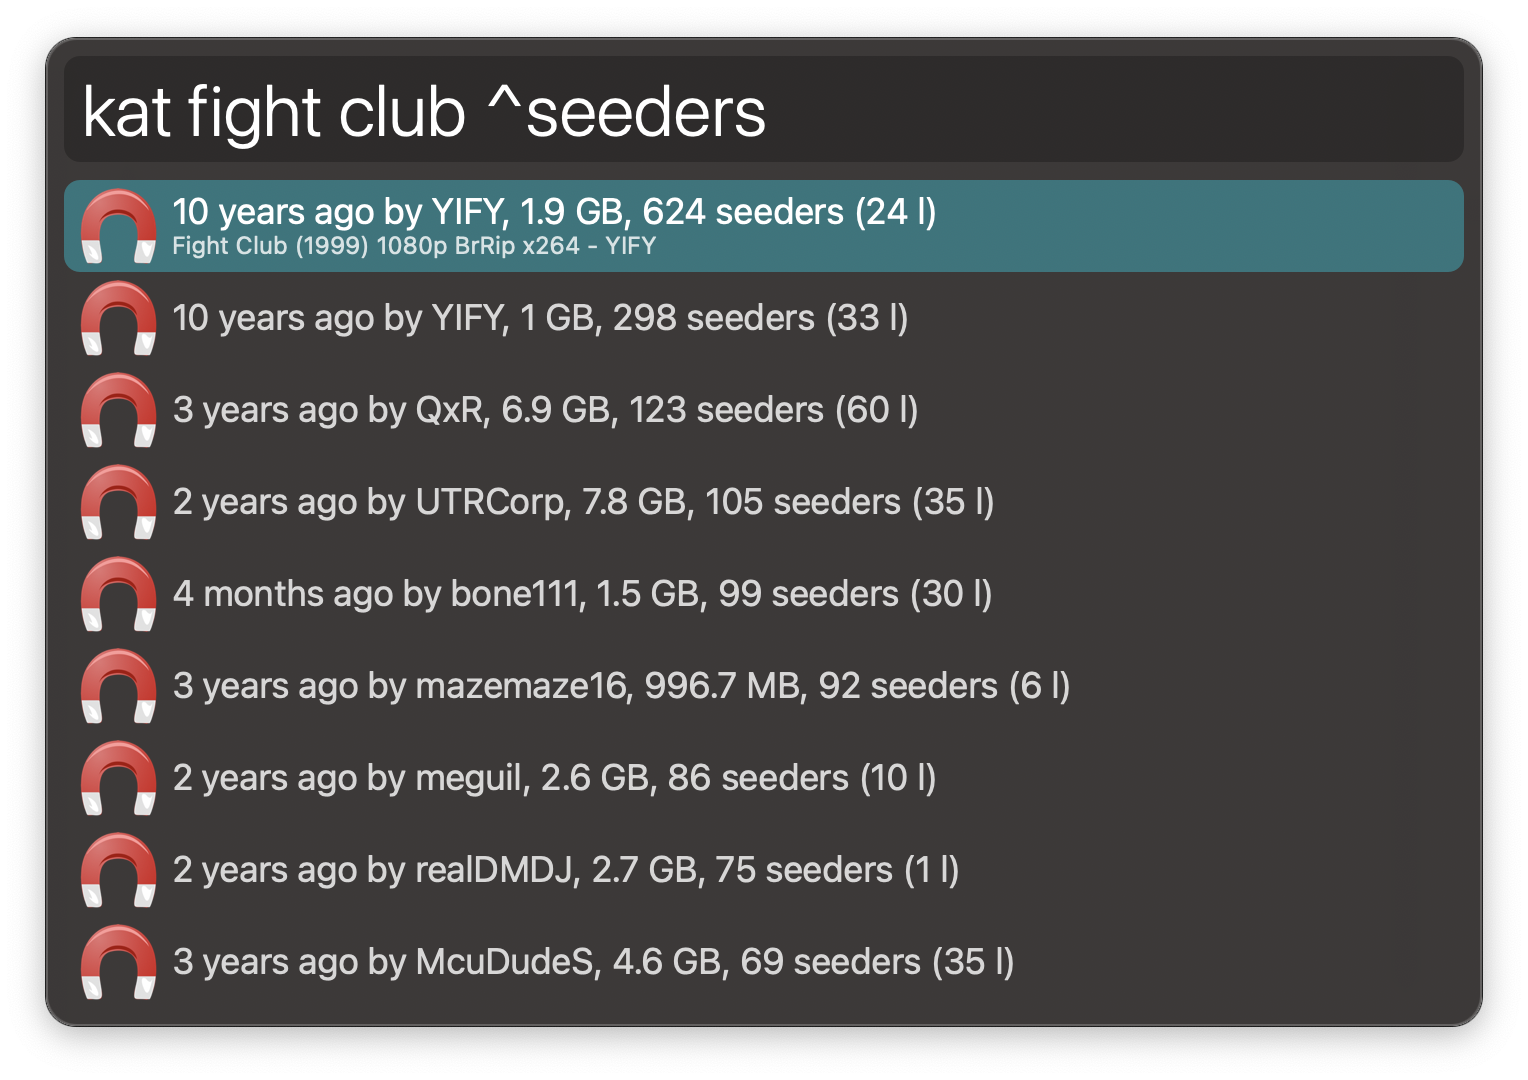 kat fight club ^seeders
10 years ago by YIFY, 1.9 GB, 624 seeders (24 l)
Fight Club (1999) 1080p BrRip x264 - YIFY
10 years ago by YIFY, 1 GB, 298 seeders (33 l)
3 years ago by QxR, 6.9 GB, 123 seeders (60 l)
2 years ago by UTRCorp, 7.8 GB, 105 seeders (35 l)
4 months ago by bone111, 1.5 GB, 99 seeders (30 l)
3 years ago by mazemaze16, 996.7 MB, 92 seeders (6 l)
2 years ago by meguil, 2.6 GB, 86 seeders (10 l)
2 years ago by realDMDJ, 2.7 GB, 75 seeders (1 l)
3 years ago by McuDudeS, 4.6 GB, 69 seeders (35 l)